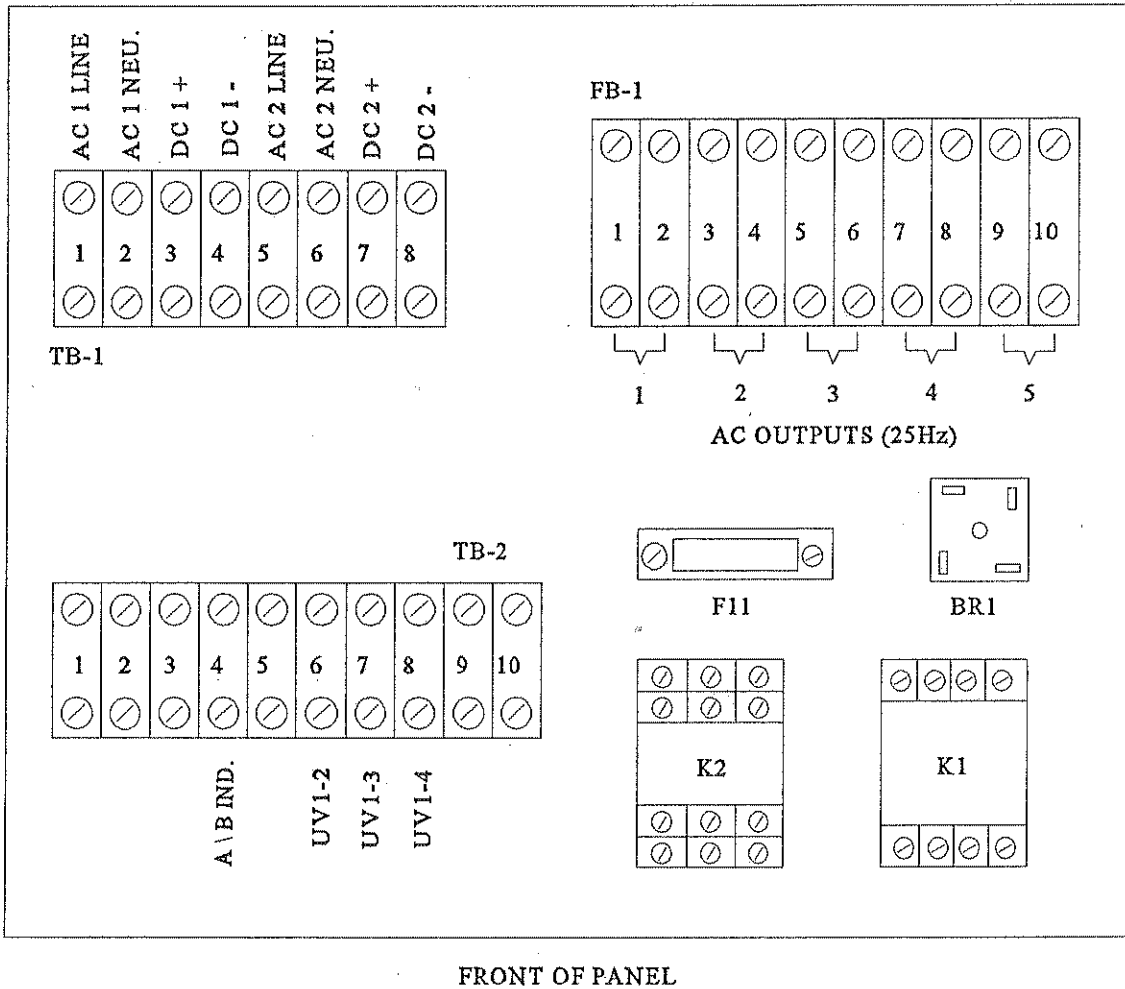 AC 1 LINE
AC 1 NEU.
DC 1 +
DC 1 -
AC 2 LINE
AC 2 NEU.
DC 2 +
DC 2 -
1 2 3 4 5 6 7 8
TB-1
FB-1
1 2 3 4 5 6 7 8 9 10
1 2 3 4 5
AC OUTPUTS (25Hz)
TB-2
1 2 3 4 5 6 7 8 9 10
A \ B IND.
UV1-2
UV1-3
UV1-4
F11
BR1
K2
K1
FRONT OF PANEL